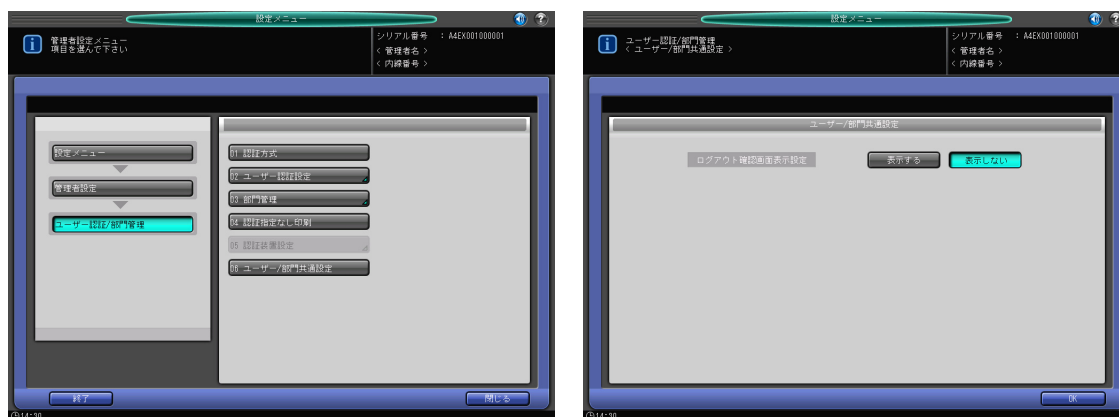 設定メニュー
管理者設定メニュー
項目を選んで下さい
シリアル番号 : A4EX001000001
< 管理者名 >
< 内線番号 >
設定メニュー
管理者設定
ユーザー認証/部門管理
01 認証方式
02 ユーザー認証設定
03 部門管理
04 認証指定なし印刷
05 認証装置設定
06 ユーザー/部門共通設定
終了
閉じる
14:30
設定メニュー
ユーザー認証/部門管理
< ユーザー/部門共通設定 >
シリアル番号 : A4EX001000001
< 管理者名 >
< 内線番号 >
ユーザー/部門共通設定
ログアウト確認画面表示設定
表示する
表示しない
OK
14:30